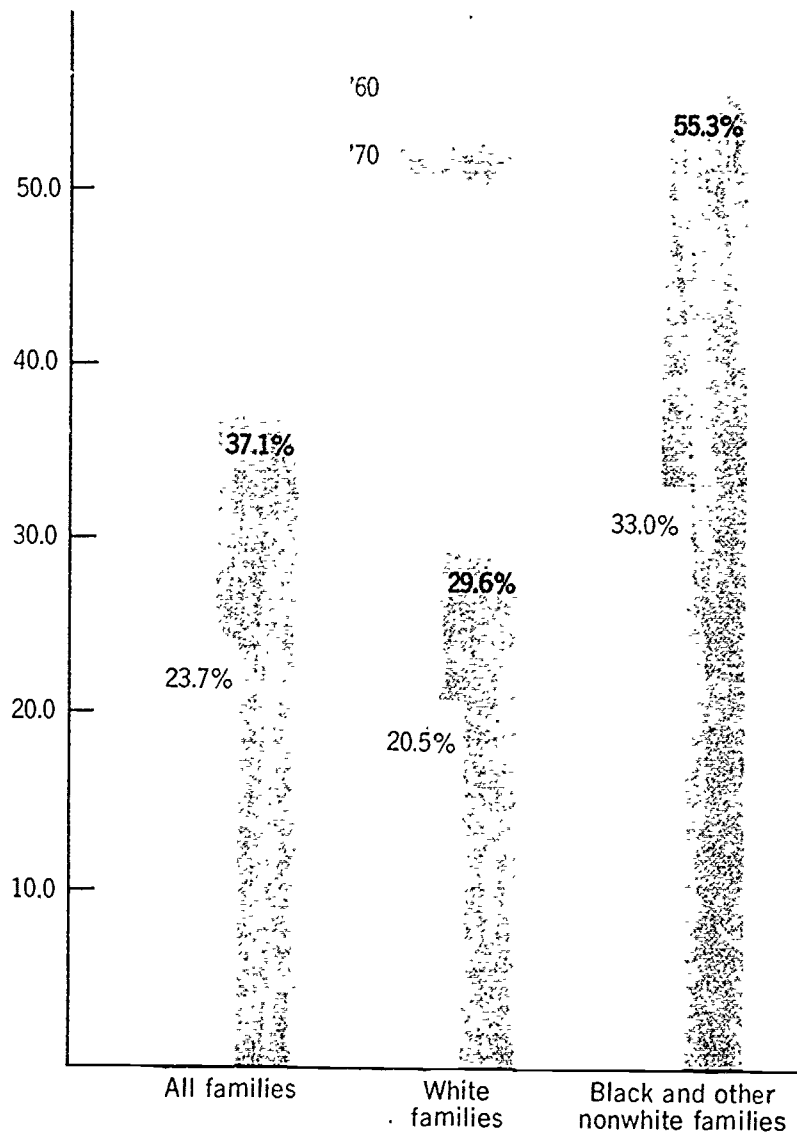 '60
'70
55.3%
50.0
40.0
37.1%
33.0%
30.0
29.6%
23.7%
20.0
20.5%
10.0
All families
White
families
Black and other
nonwhite families